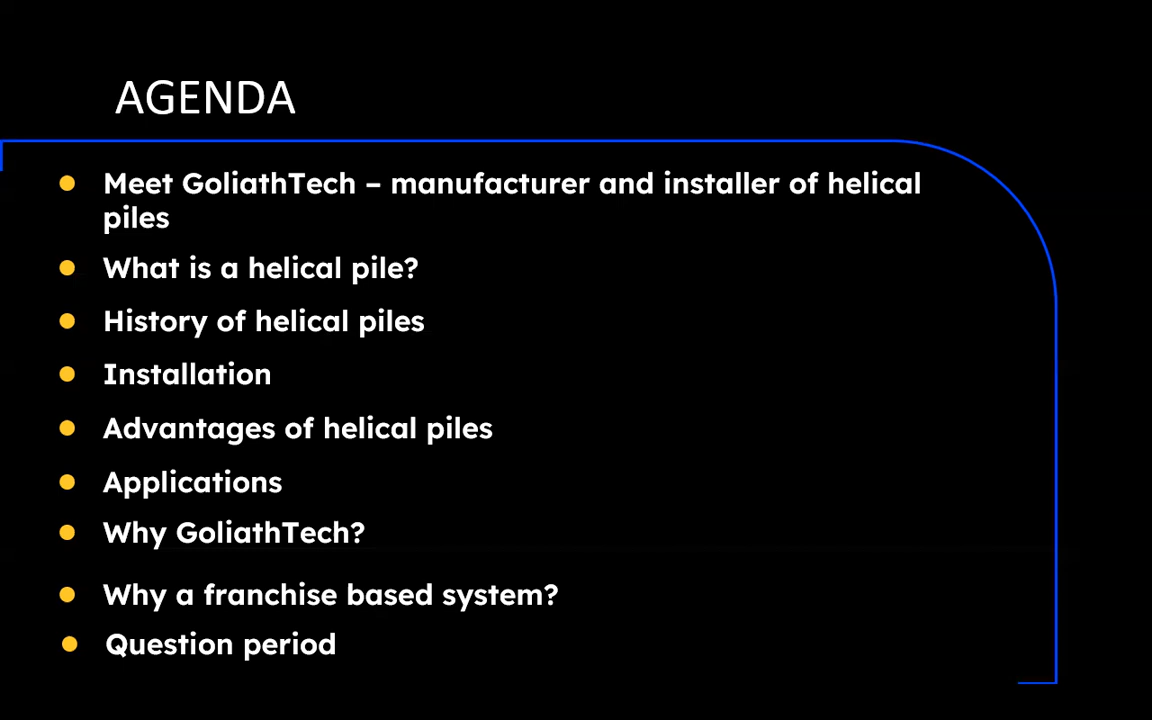 AGENDA
Meet GoliathTech – manufacturer and installer of helical
piles
What is a helical pile?
History of helical piles
Installation
Advantages of helical piles
Applications
Why GoliathTech?
Why a franchise based system?
Question period